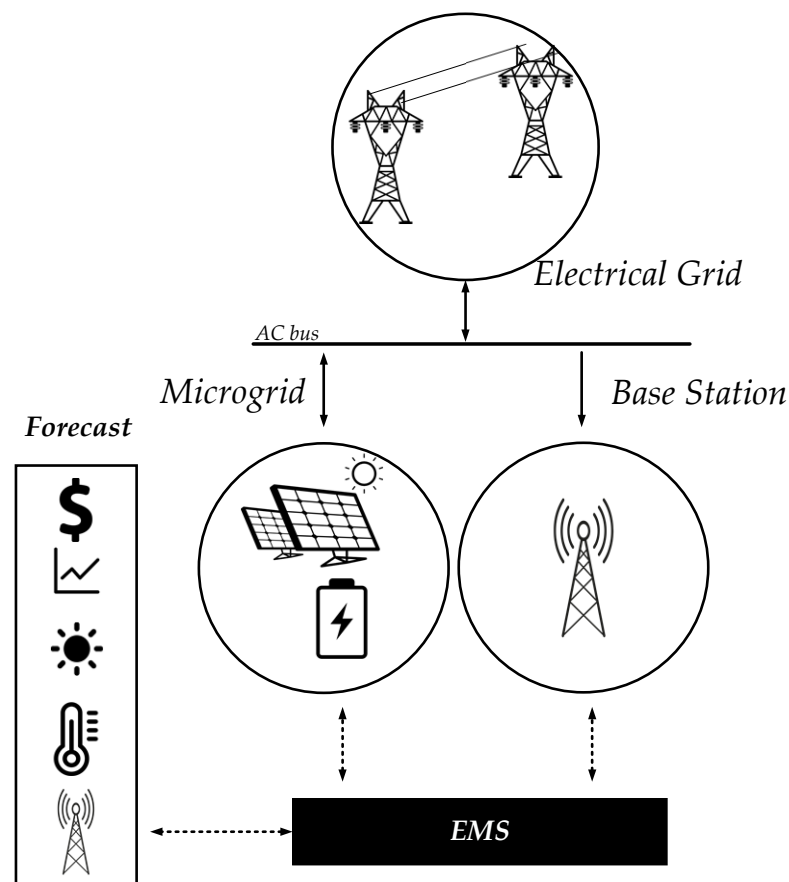 Electrical Grid
AC bus
Microgrid
Base Station
Forecast
$
EMS